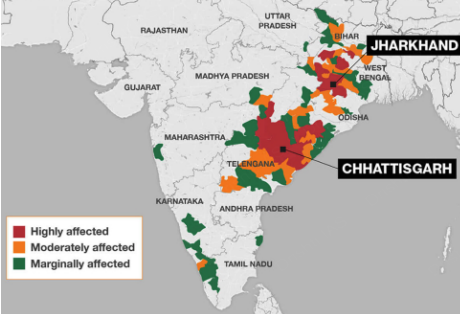 UTTAR
PRADESH
RAJASTHAN
BIHAR
JHARKHAND
WEST
BENGAL
MADHYA PRADESH
GUJARAT
ODISHA
MAHARASHTRA
TELENGANA
CHHATTISGARH
KARNATAKA
ANDHRA PRADESH
Highly affected
Moderately affected
Marginally affected
TAMIL NADU